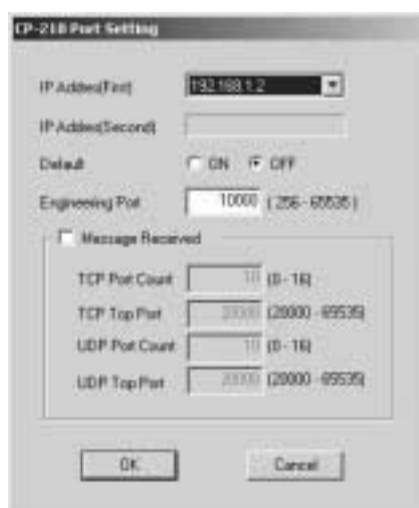 CP-218 Port Setting
IP Addres(First) 192.168.1.2
IP Addres(Second)
Default ON OFF
Engineering Port 10000 ( 256 - 65535 )
Message Received
TCP Port Count 10 (0 - 16)
TCP Top Port 20000 (20000 - 65535)
UDP Port Count 10 (0 - 16)
UDP Top Port 20000 (20000 - 65535)
OK Cancel